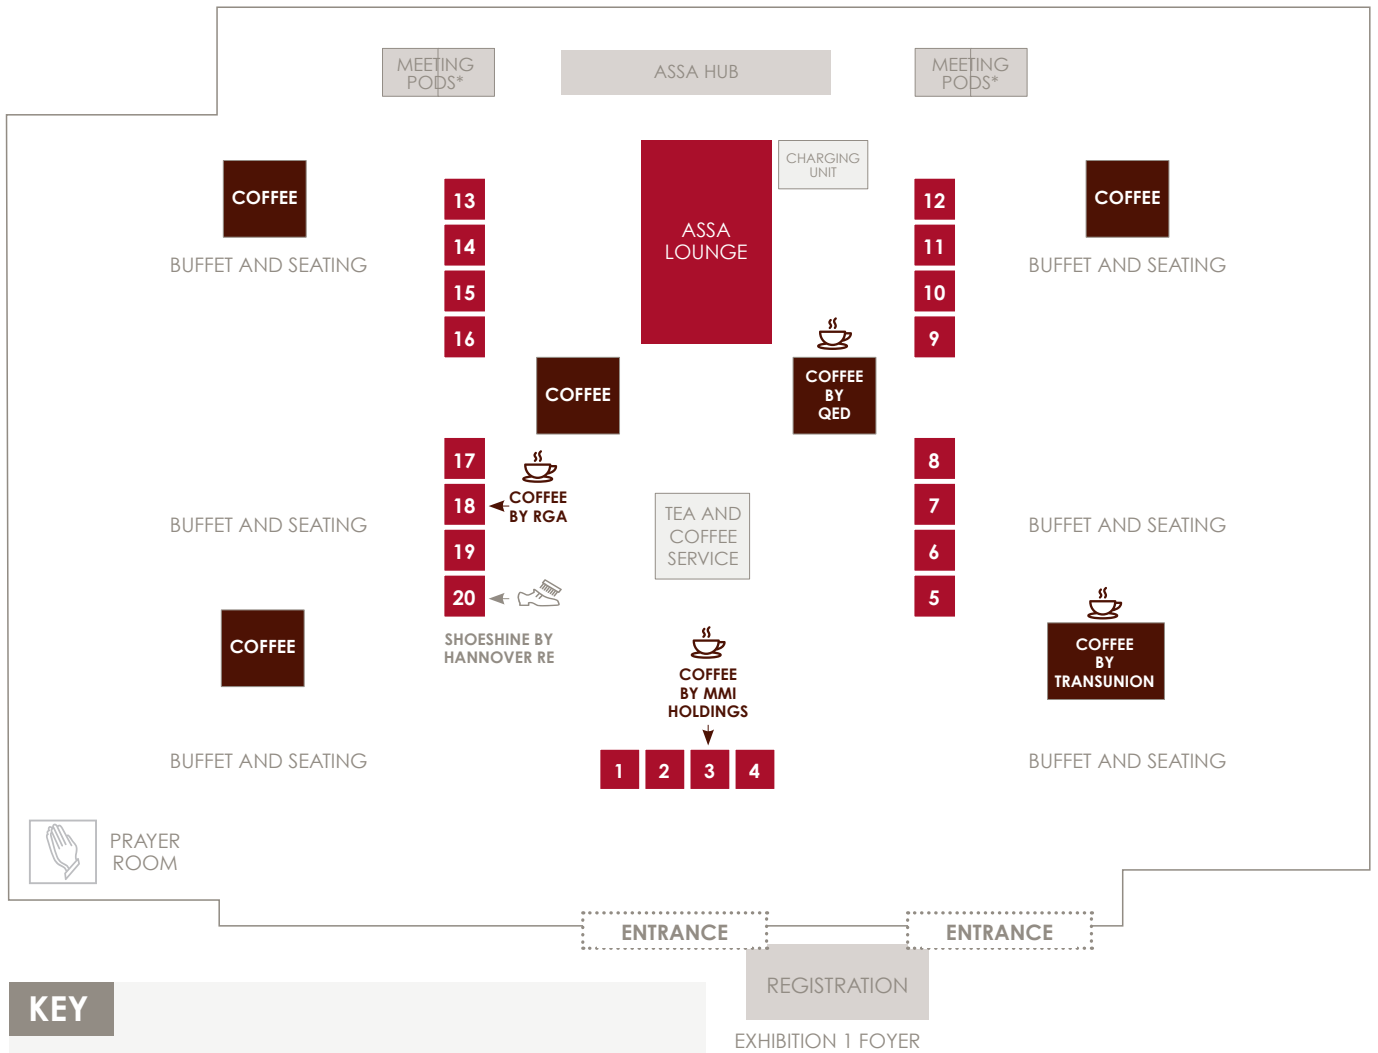 MEETING
PODS*
ASSA HUB
MEETING
PODS*
CHARGING
UNIT
COFFEE
COFFEE
13
12
ASSA
LOUNGE
14
11
BUFFET AND SEATING
BUFFET AND SEATING
15
10
16
9
COFFEE
COFFEE
BY
QED
17
8
COFFEE
BY RGA
18
7
TEA AND
COFFEE
SERVICE
BUFFET AND SEATING
BUFFET AND SEATING
19
6
20
5
SHOESHINE BY
HANNOVER RE
COFFEE
COFFEE
BY MMI
HOLDINGS
COFFEE
BY
TRANSUNION
BUFFET AND SEATING
BUFFET AND SEATING
1
2
3
4
PRAYER
ROOM
ENTRANCE
ENTRANCE
REGISTRATION
KEY
EXHIBITION 1 FOYER